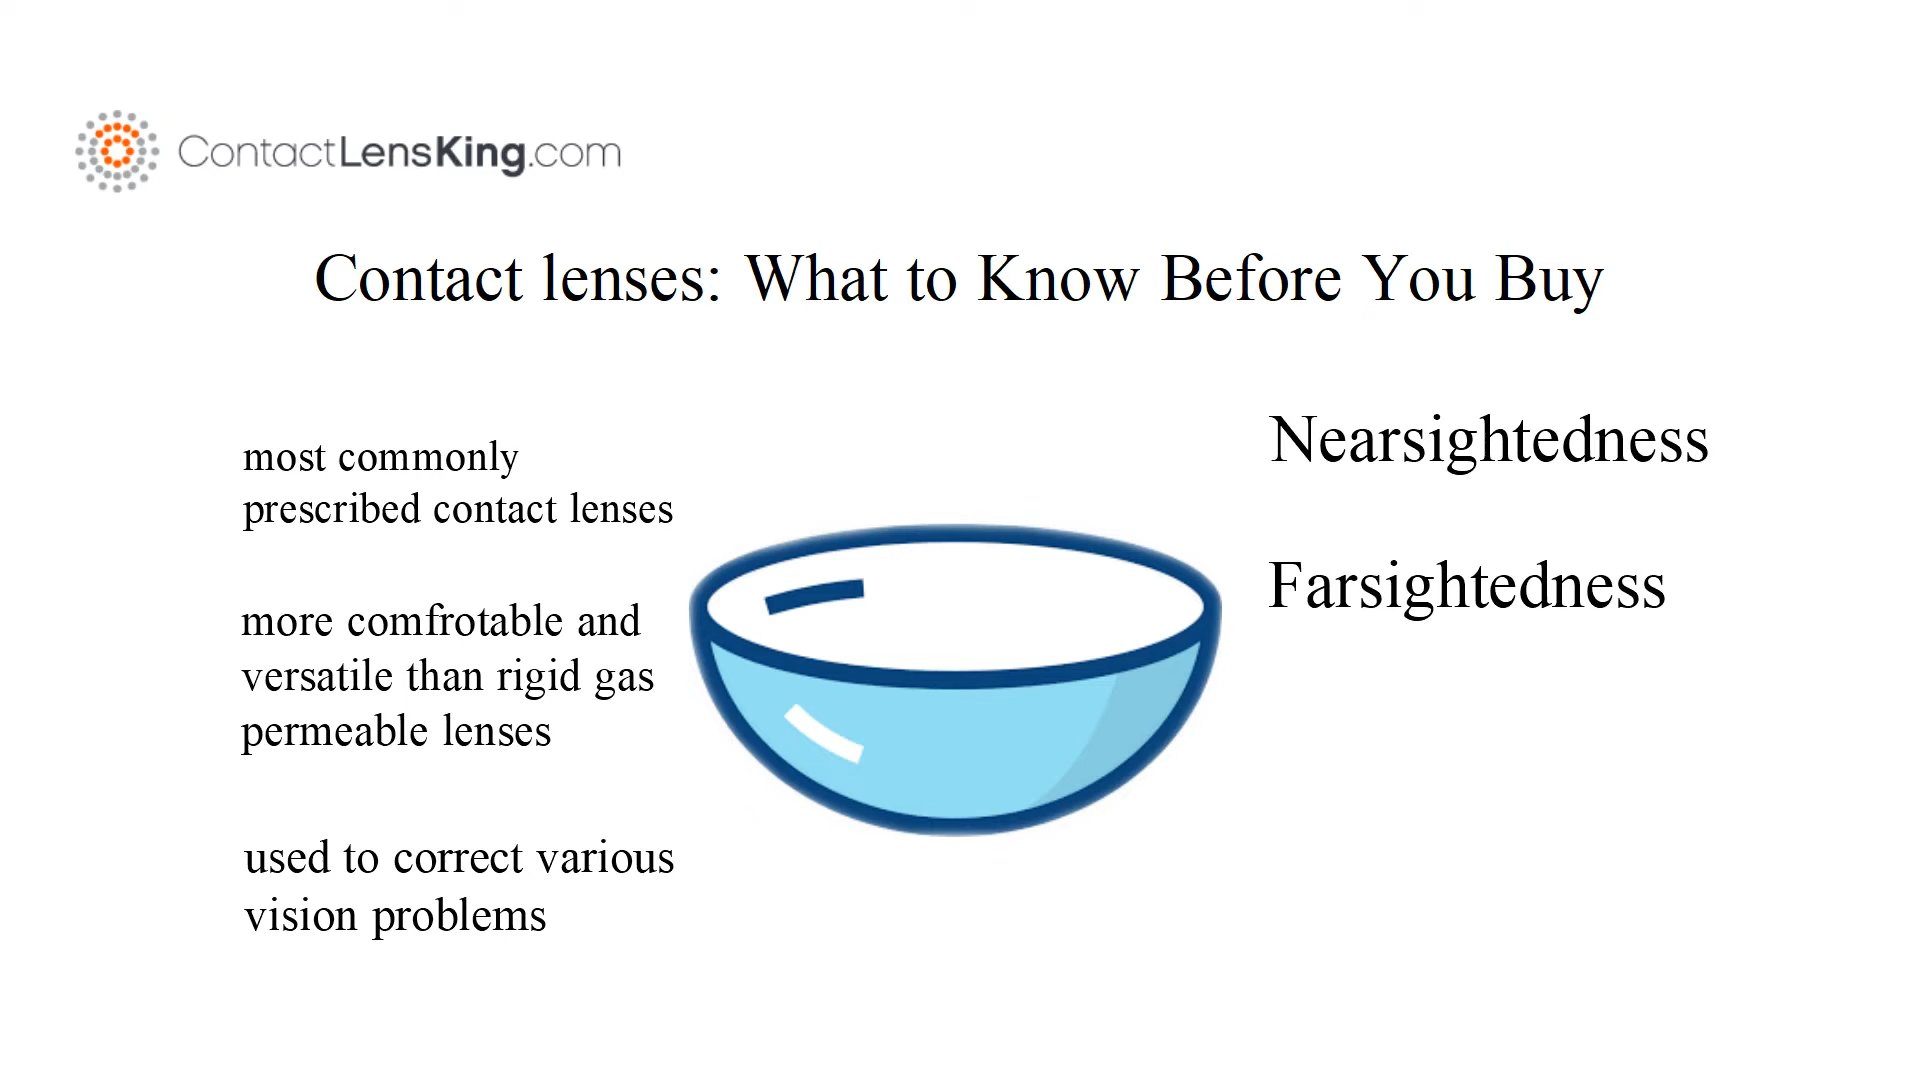 ContactLensKing.com
Contact lenses: What to Know Before You Buy
most commonly
prescribed contact lenses
more comfrotable and
versatile than rigid gas
permeable lenses
used to correct various
vision problems
Nearsightedness
Farsightedness